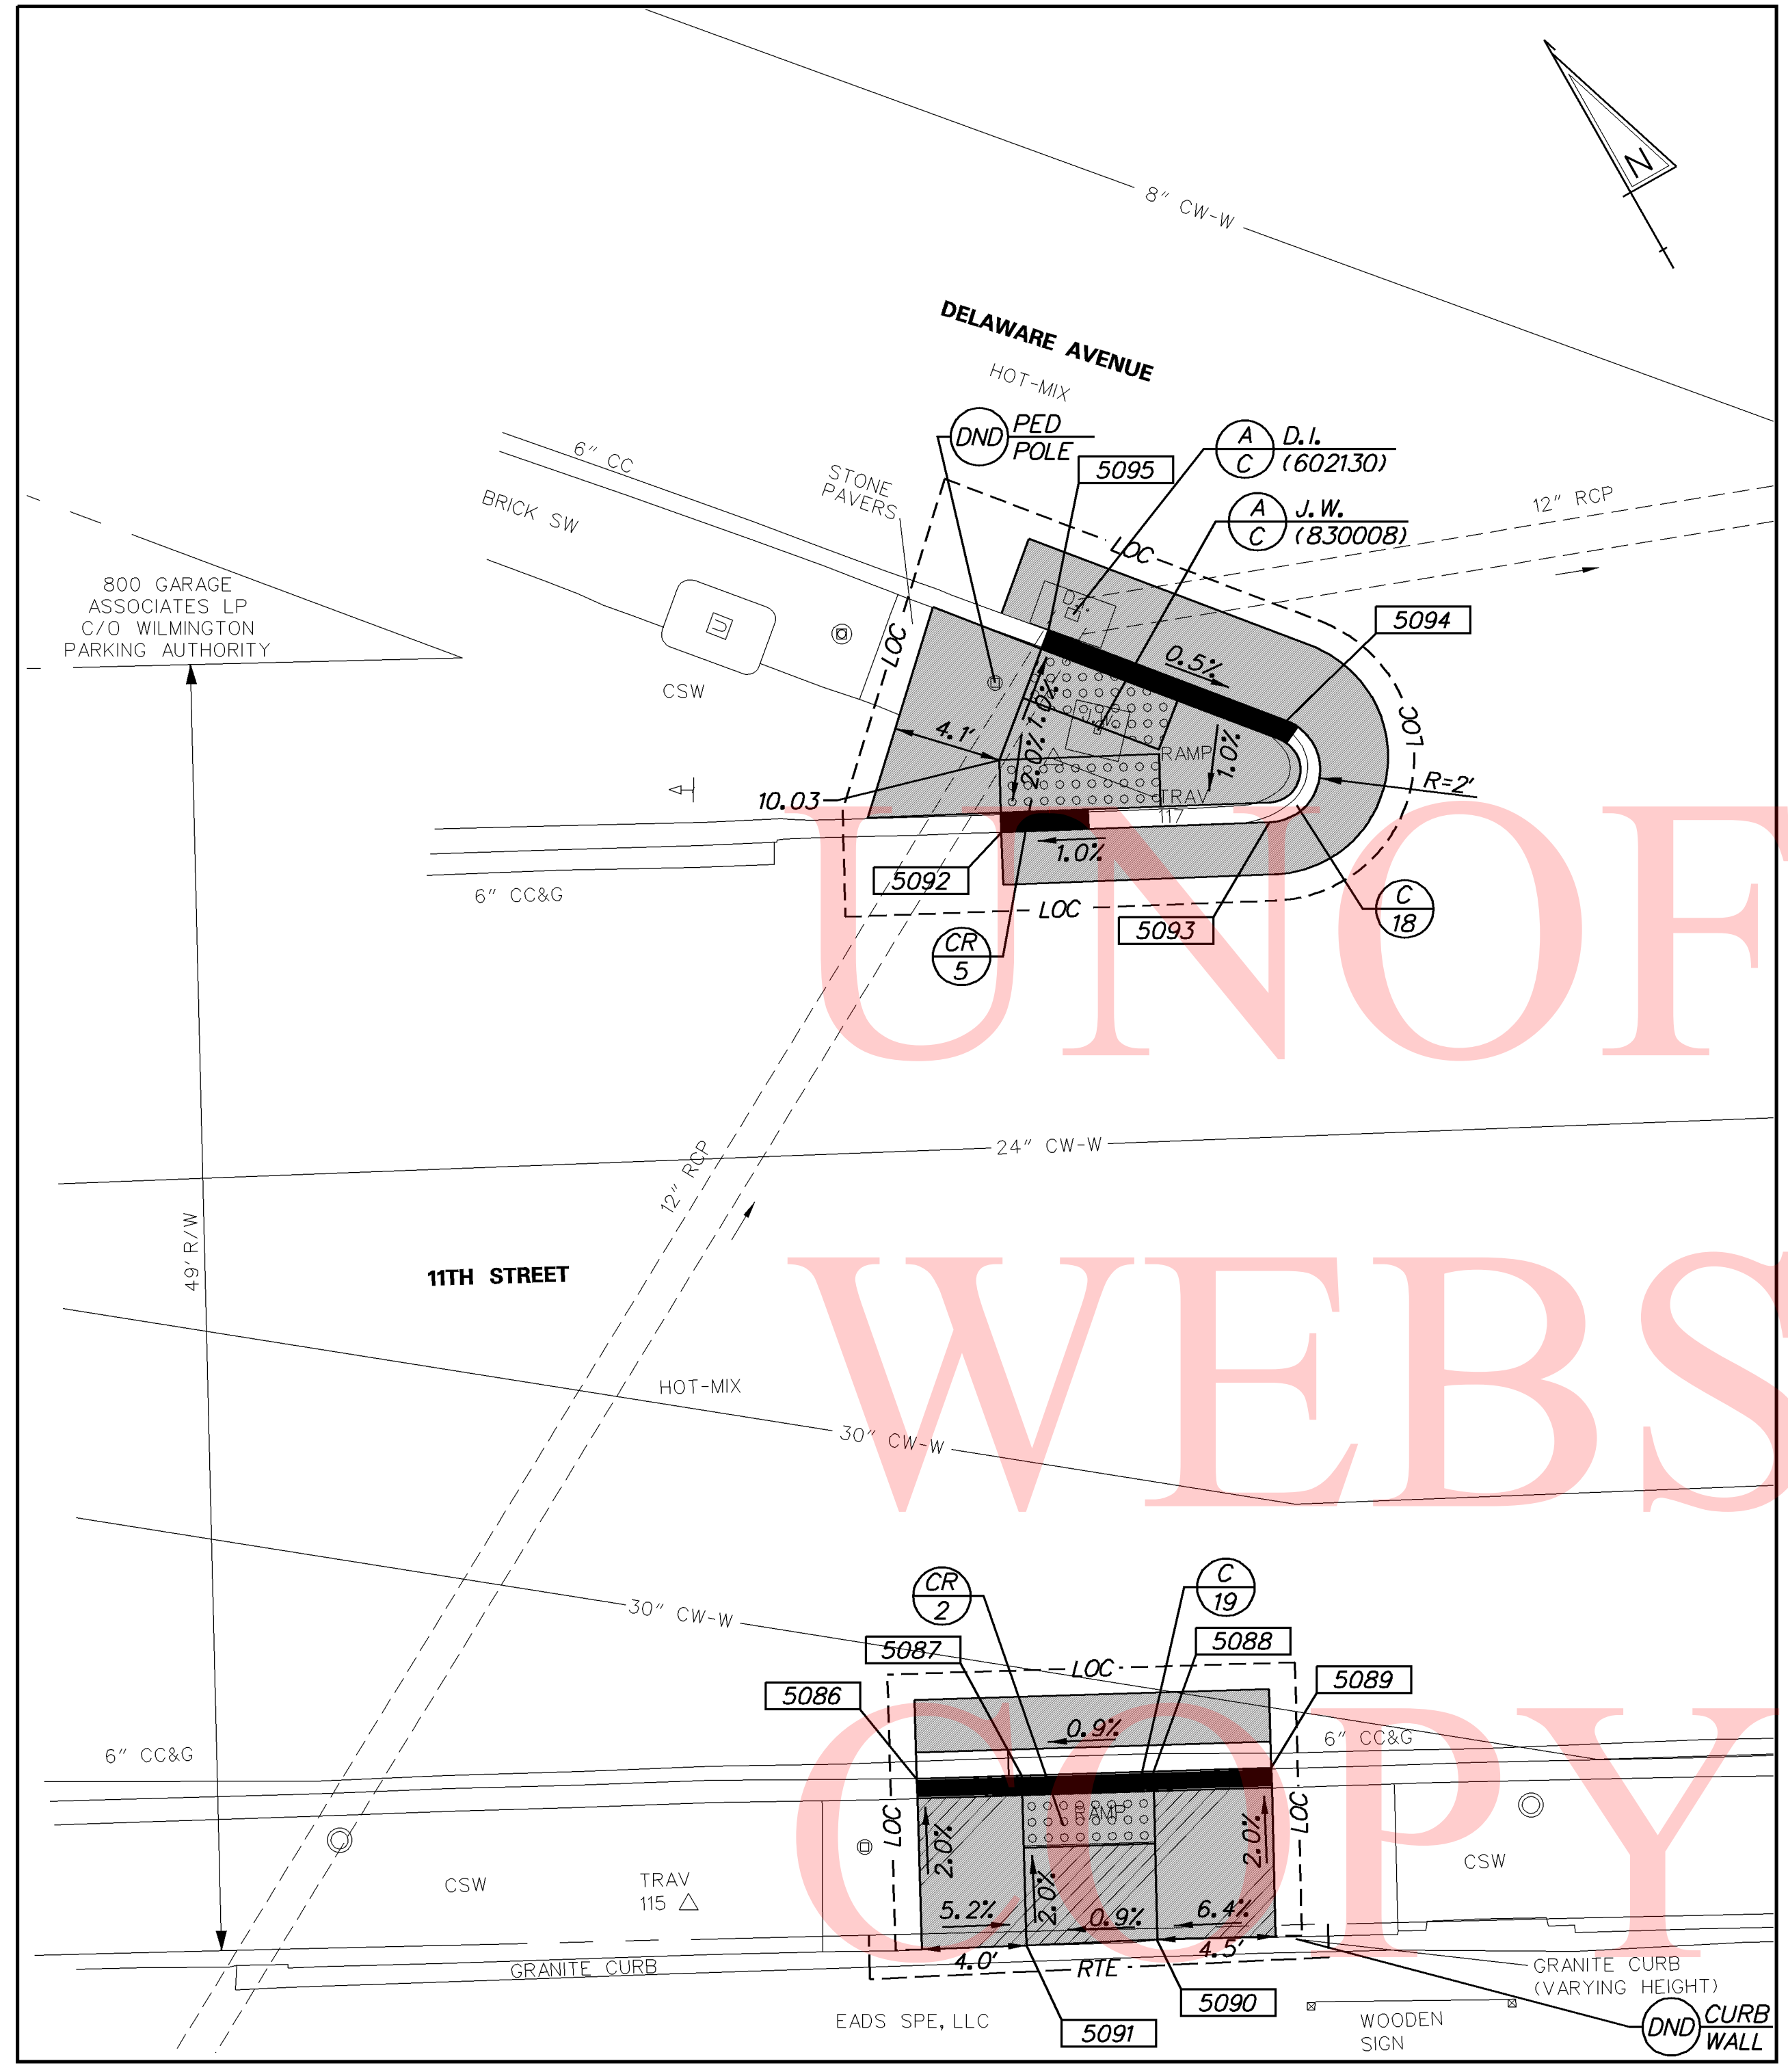 N
8" CW-W
DELAWARE AVENUE
HOT-MIX
DND
PED
POLE
A
C
D.I.
(602130)
5095
6" CC
STONE
PAVERS
BRICK SW
12" RCP
A
C
J.W.
(830008)
LOC
800 GARAGE
ASSOCIATES LP
C/O WILMINGTON
PARKING AUTHORITY
D.I.
5094
LOC
0.5%
CSW
1.0%
J.W.
LOC
4.1'
2.0%
RAMP
1.0%
R=2'
10.03
TRAV
117
1.0%
5092
6" CC&G
LOC
C
18
5093
CR
5
UNOF
24" CW-W
12" RCP
49' R/W
11TH STREET
WEBS
HOT-MIX
30" CW-W
30" CW-W
CR
2
C
19
5087
5088
LOC
5086
5089
0.9%
6" CC&G
6" CC&G
COPY
RAMP
LOC
2.0%
2.0%
LOC
CSW
TRAV
115
2.0%
CSW
5.2%
0.9%
6.4%
4.0'
RTE
4.5'
GRANITE CURB
GRANITE CURB
(VARYING HEIGHT)
5090
EADS SPE, LLC
5091
WOODEN
SIGN
DND
CURB
WALL